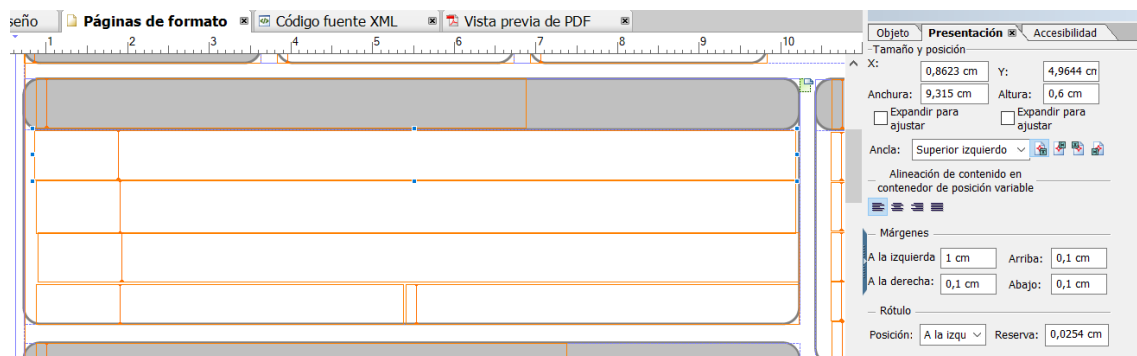 seño Páginas de formato Código fuente XML Vista previa de PDF
1 2 3 4 5 6 7 8 9 10
Objeto Presentación Accesibilidad
Tamaño y posición
X: 0,8623 cm Y: 4,9644 cm
Anchura: 9,315 cm Altura: 0,6 cm
Expandir para ajustar Expandir para ajustar
Ancla: Superior izquierdo
Alineación de contenido en
contenedor de posición variable
Márgenes
A la izquierda 1 cm Arriba: 0,1 cm
A la derecha: 0,1 cm Abajo: 0,1 cm
Rótulo
Posición: A la izqu Reserva: 0,0254 cm